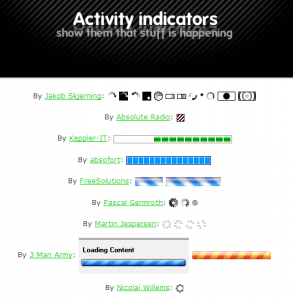 Activity indicators
show them that stuff is happening
By Jakob Skjerning:
By Absolute Radio:
By Keppler-IT:
By absofort:
By FreeSolutions:
By Pascal Germroth:
By Martin Jespersen:
Loading Content
By 3 Man Army:
By Nicolai Willems: